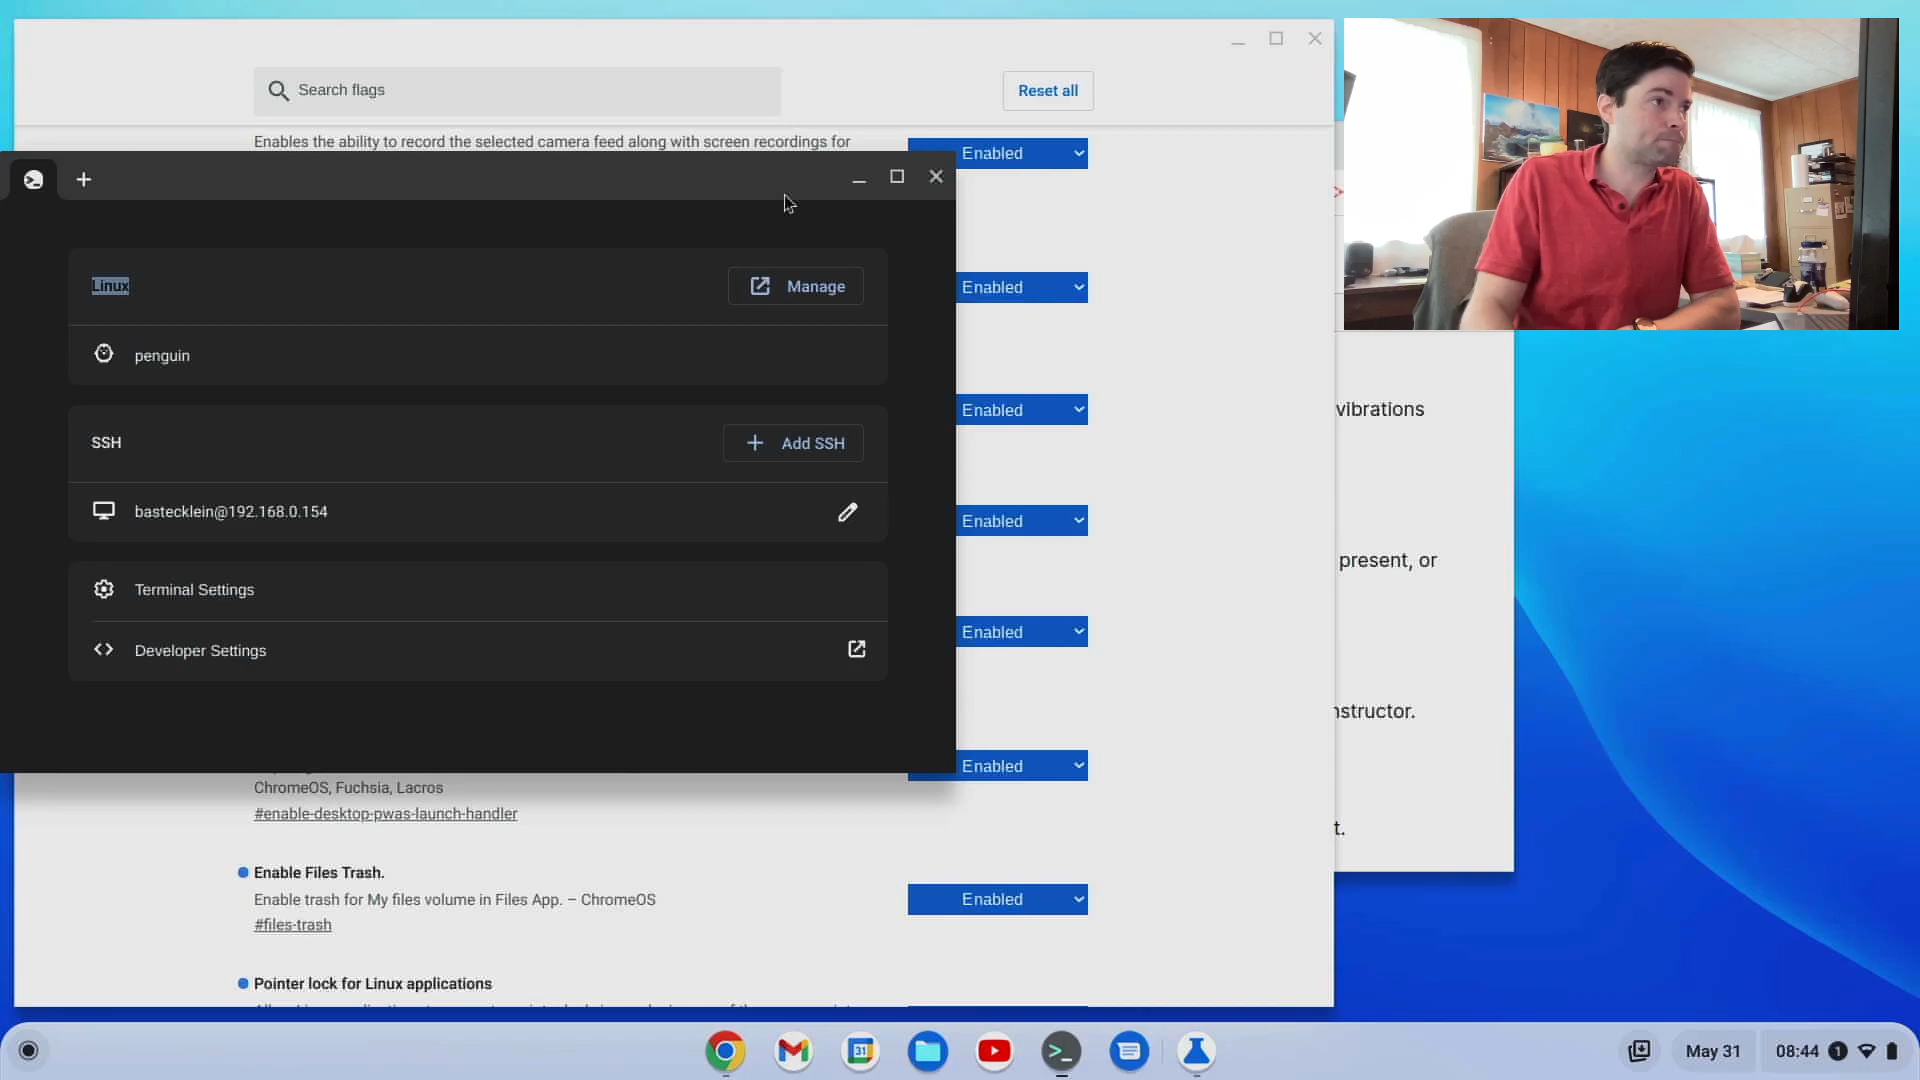 Search flags
Reset all
Enables the ability to record the selected camera feed along with screen recordings for
Enabled
Linux
Manage
Enabled
penguin
vibrations
Enabled
SSH
Add SSH
bastecklein@192.168.0.154
Enabled
present, or
Terminal Settings
Enabled
Developer Settings
nstructor.
Enabled
ChromeOS, Fuchsia, Lacros
#enable-desktop-pwas-launch-handler
t.
Enable Files Trash.
Enable trash for My files volume in Files App. – ChromeOS
Enabled
#files-trash
Pointer lock for Linux applications
31
May 31
08:44
1